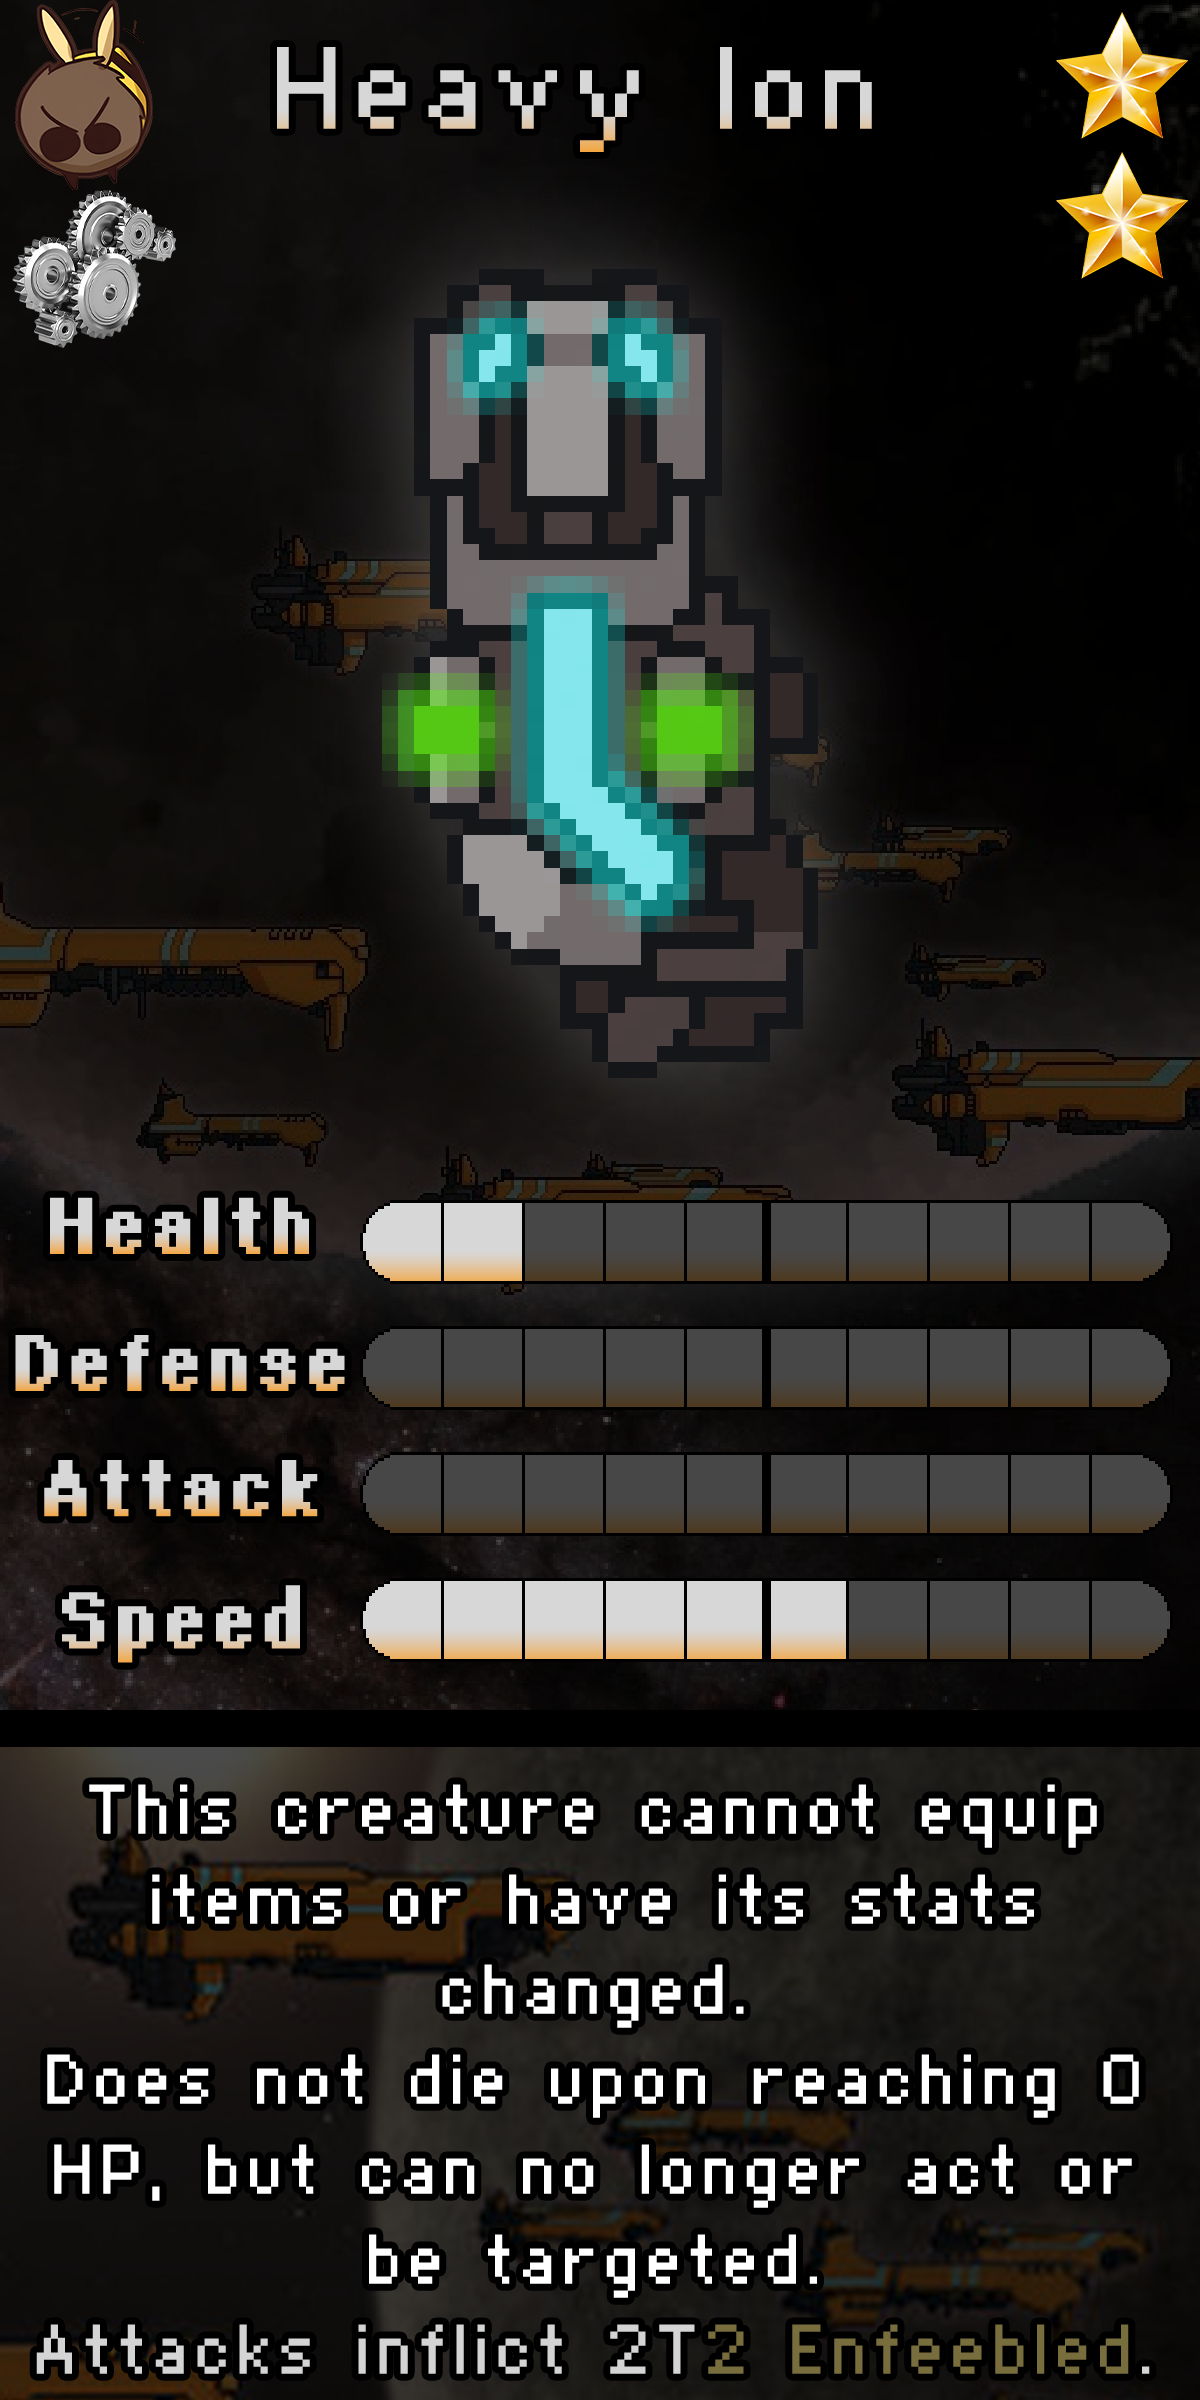 Heavy Ion
Health
Defense
Attack
Speed
This creature cannot equip
items or have its stats
changed.
Does not die upon reaching 0
HP, but can no longer act or
be targeted.
Attacks inflict 2T2 Enfeebled.